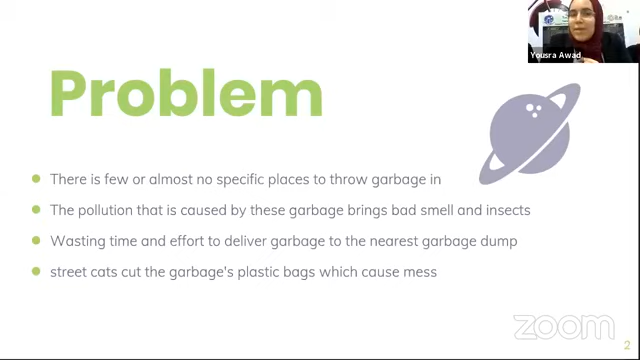 Yousra Awad
Problem
There is few or almost no specific places to throw garbage in
The pollution that is caused by these garbage brings bad smell and insects
Wasting time and effort to deliver garbage to the nearest garbage dump
street cats cut the garbage's plastic bags which cause mess
zoom
2